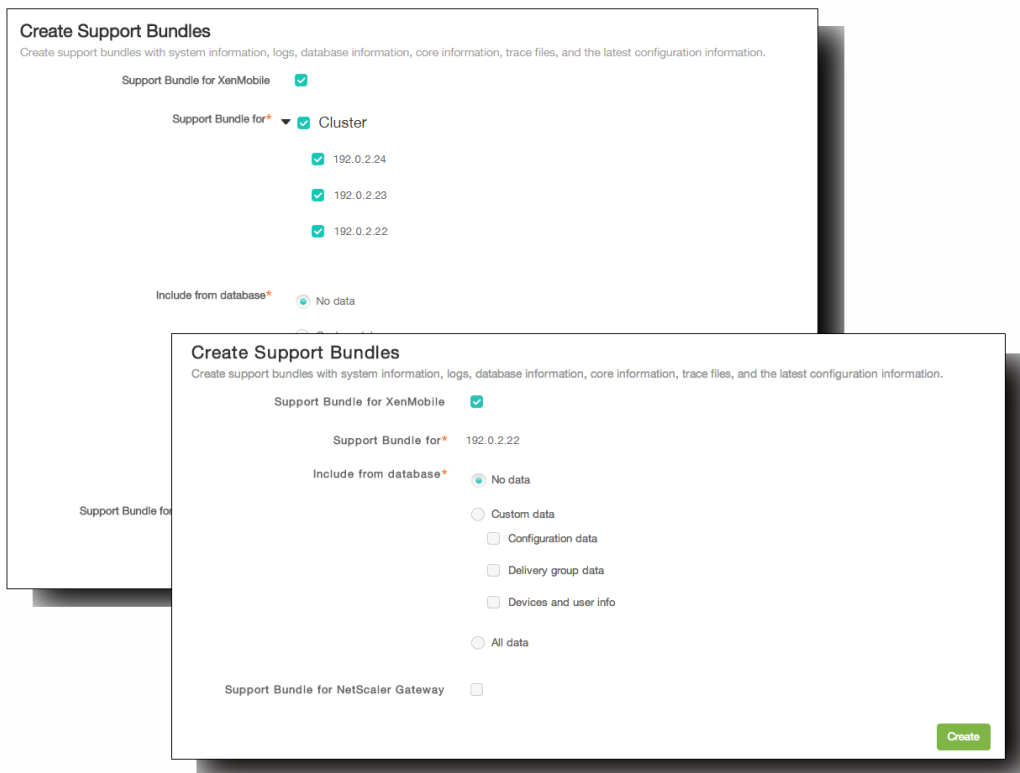 Create Support Bundles
Create support bundles with system information, logs, database information, core information, trace files, and the latest configuration information.
Support Bundle for XenMobile
Support Bundle for* Cluster
192.0.2.24
192.0.2.23
192.0.2.22
Include from database* No data
Support Bundle for
Create Support Bundles
Create support bundles with system information, logs, database information, core information, trace files, and the latest configuration information.
Support Bundle for XenMobile
Support Bundle for* 192.0.2.22
Include from database* No data
Custom data
Configuration data
Delivery group data
Devices and user info
All data
Support Bundle for NetScaler Gateway
Create